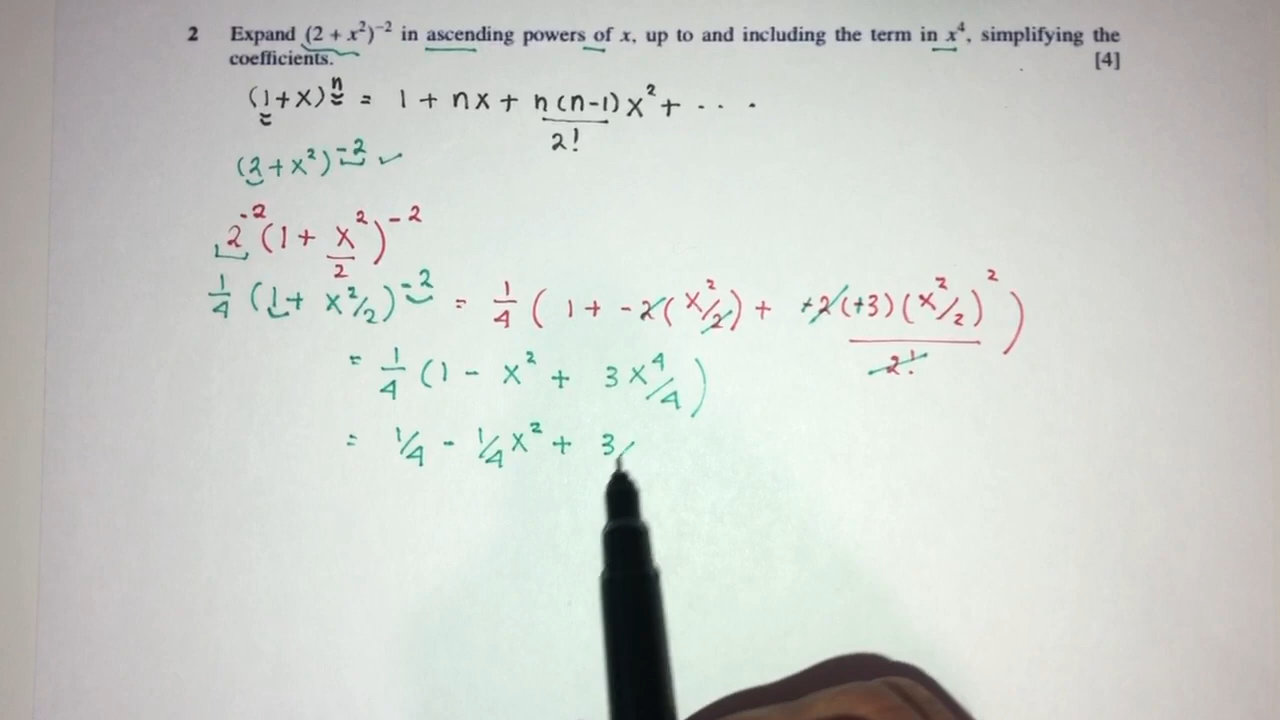 2 Expand (2 + x²)⁻² in ascending powers of x, up to and including the term in x⁴, simplifying the
coefficients. [4]
(1+x)ⁿ = 1 + nx + n(n-1)x²/2! + . . .
(2+x²)⁻² ✓
2⁻²(1 + x²/2)⁻²
1/4 (1 + x²/2)⁻² = 1/4 ( 1 + -2(x²/2) + +2(+3)(x²/2)²/2! )
= 1/4 (1 - x² + 3x⁴/4)
= 1/4 - 1/4x² + 3/